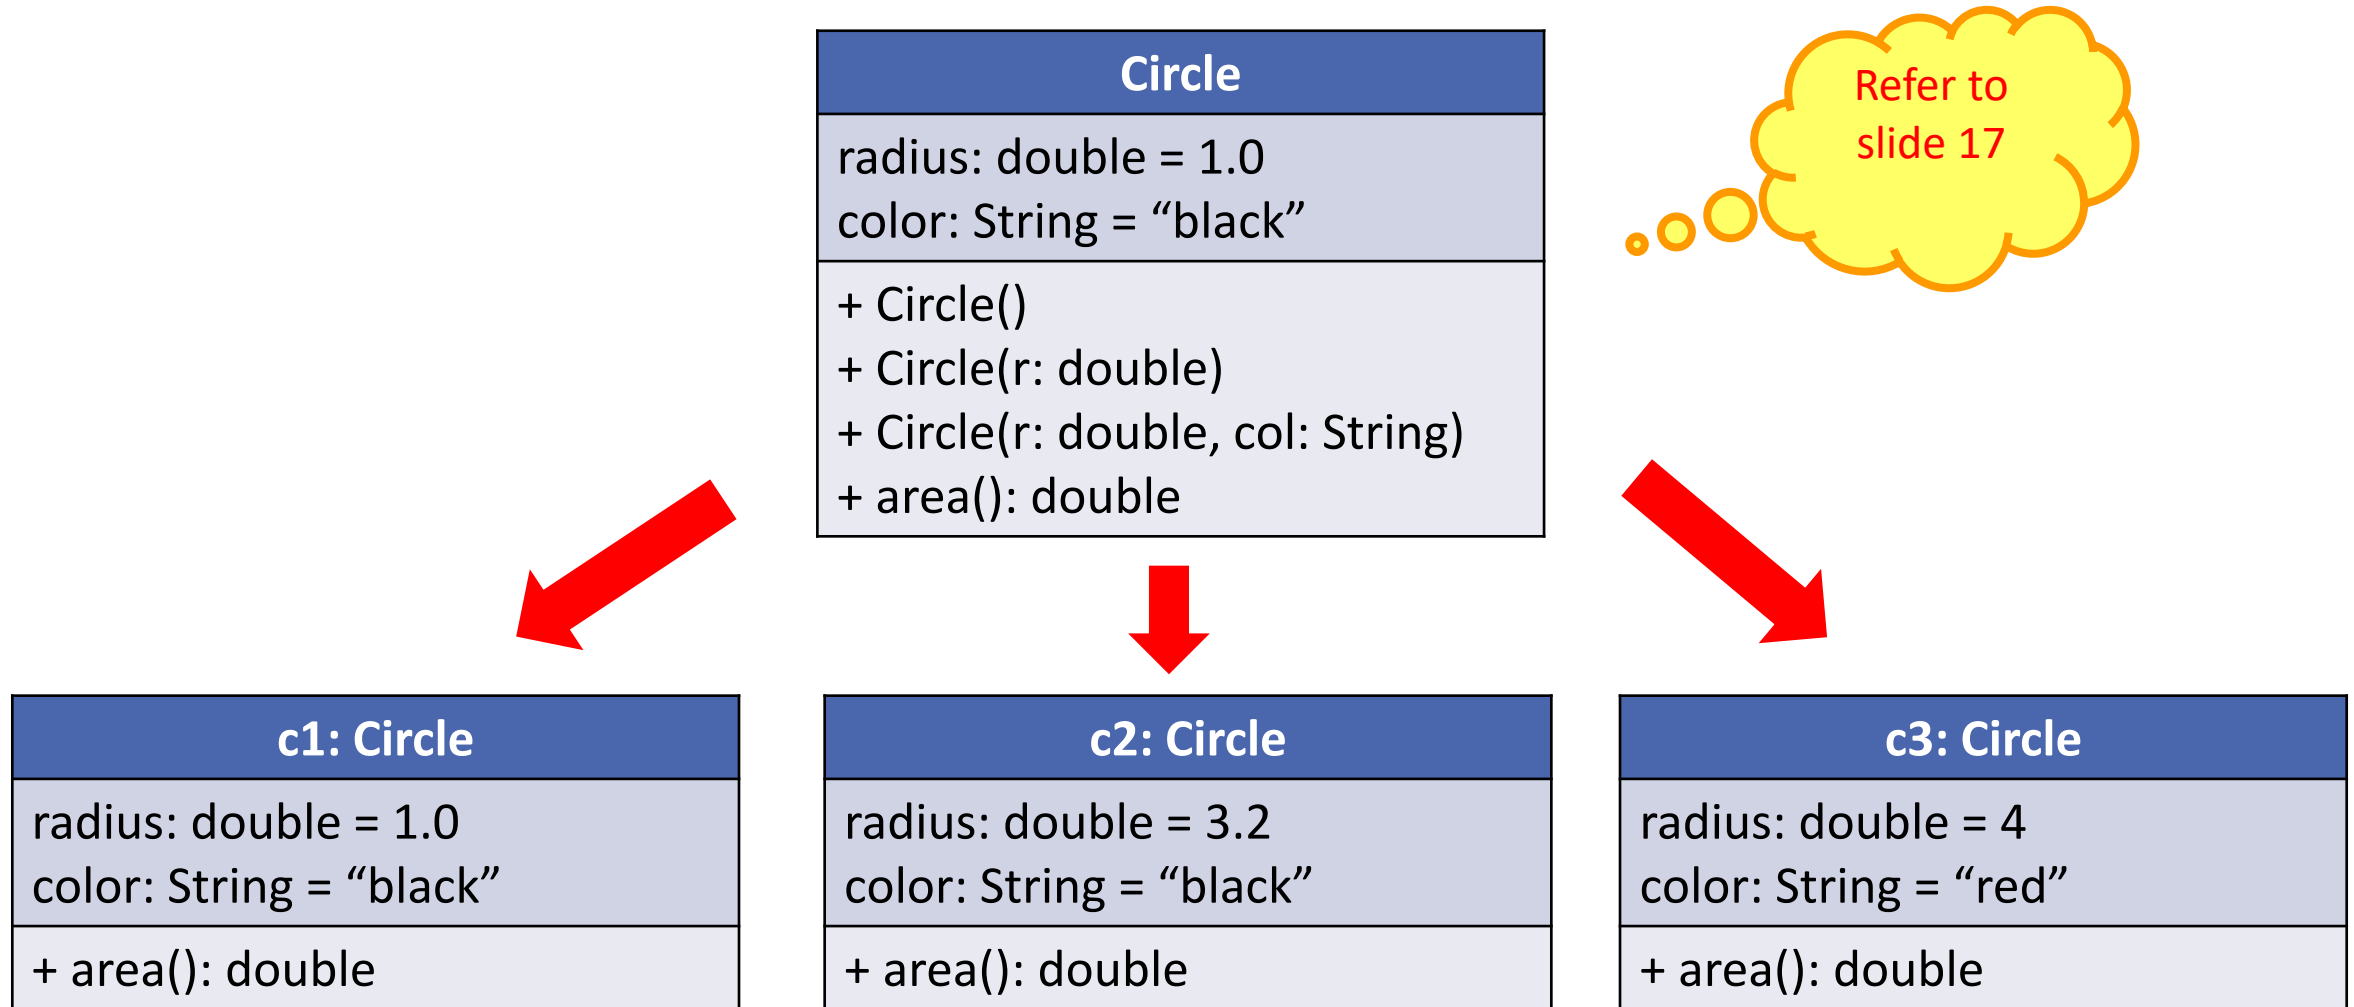 Circle
radius: double = 1.0
color: String = “black”
+ Circle()
+ Circle(r: double)
+ Circle(r: double, col: String)
+ area(): double
Refer to
slide 17
c1: Circle
radius: double = 1.0
color: String = “black”
+ area(): double
c2: Circle
radius: double = 3.2
color: String = “black”
+ area(): double
c3: Circle
radius: double = 4
color: String = “red”
+ area(): double